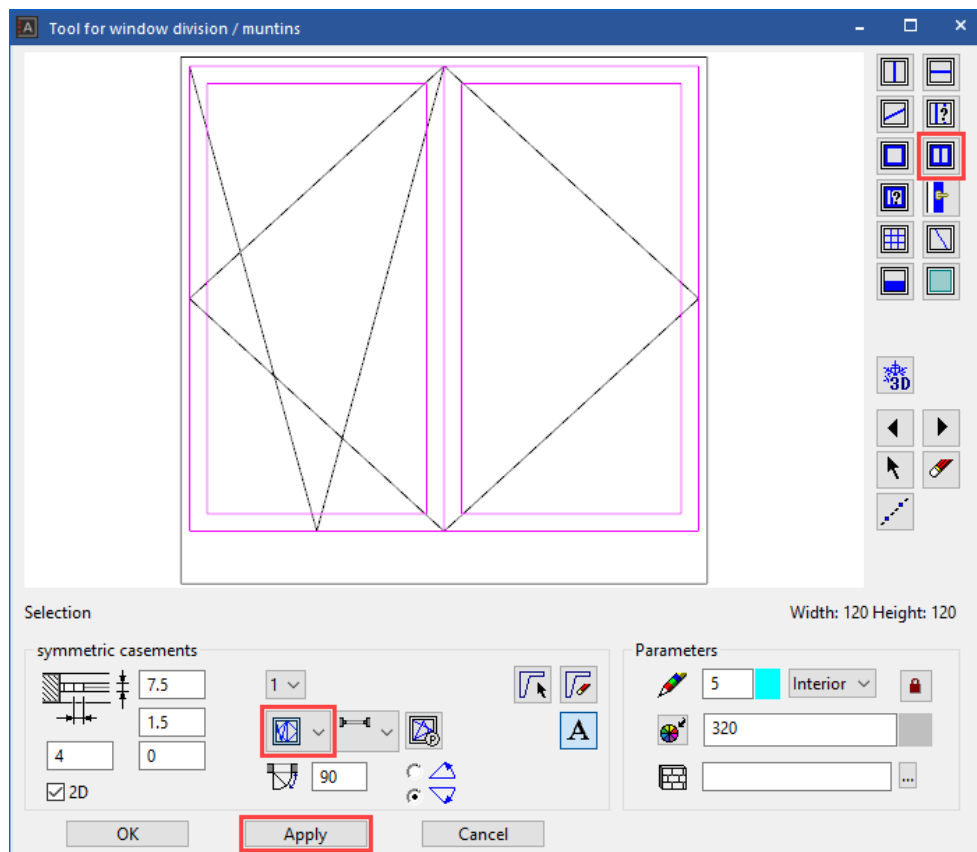 A Tool for window division / muntins
?
?
3D
Selection
Width: 120 Height: 120
symmetric casements
Parameters
7.5
1
5
Interior
1.5
P
A
320
4
0
90
...
2D
OK
Apply
Cancel